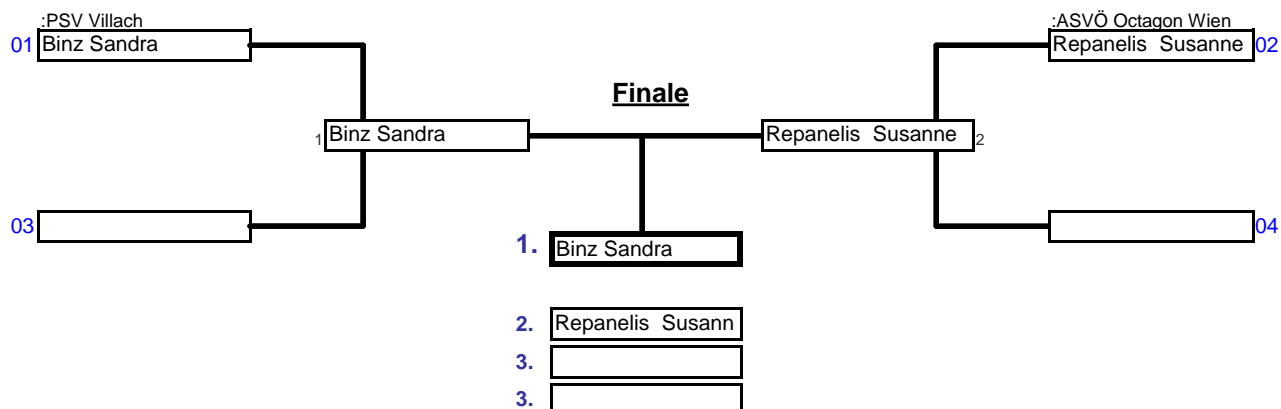 :PSV Villach
:ASVÖ Octagon Wien
01 Binz Sandra
Repanelis Susanne 02
Finale
1 Binz Sandra
Repanelis Susanne 2
03
04
1. Binz Sandra
2. Repanelis Susann
3.
3.